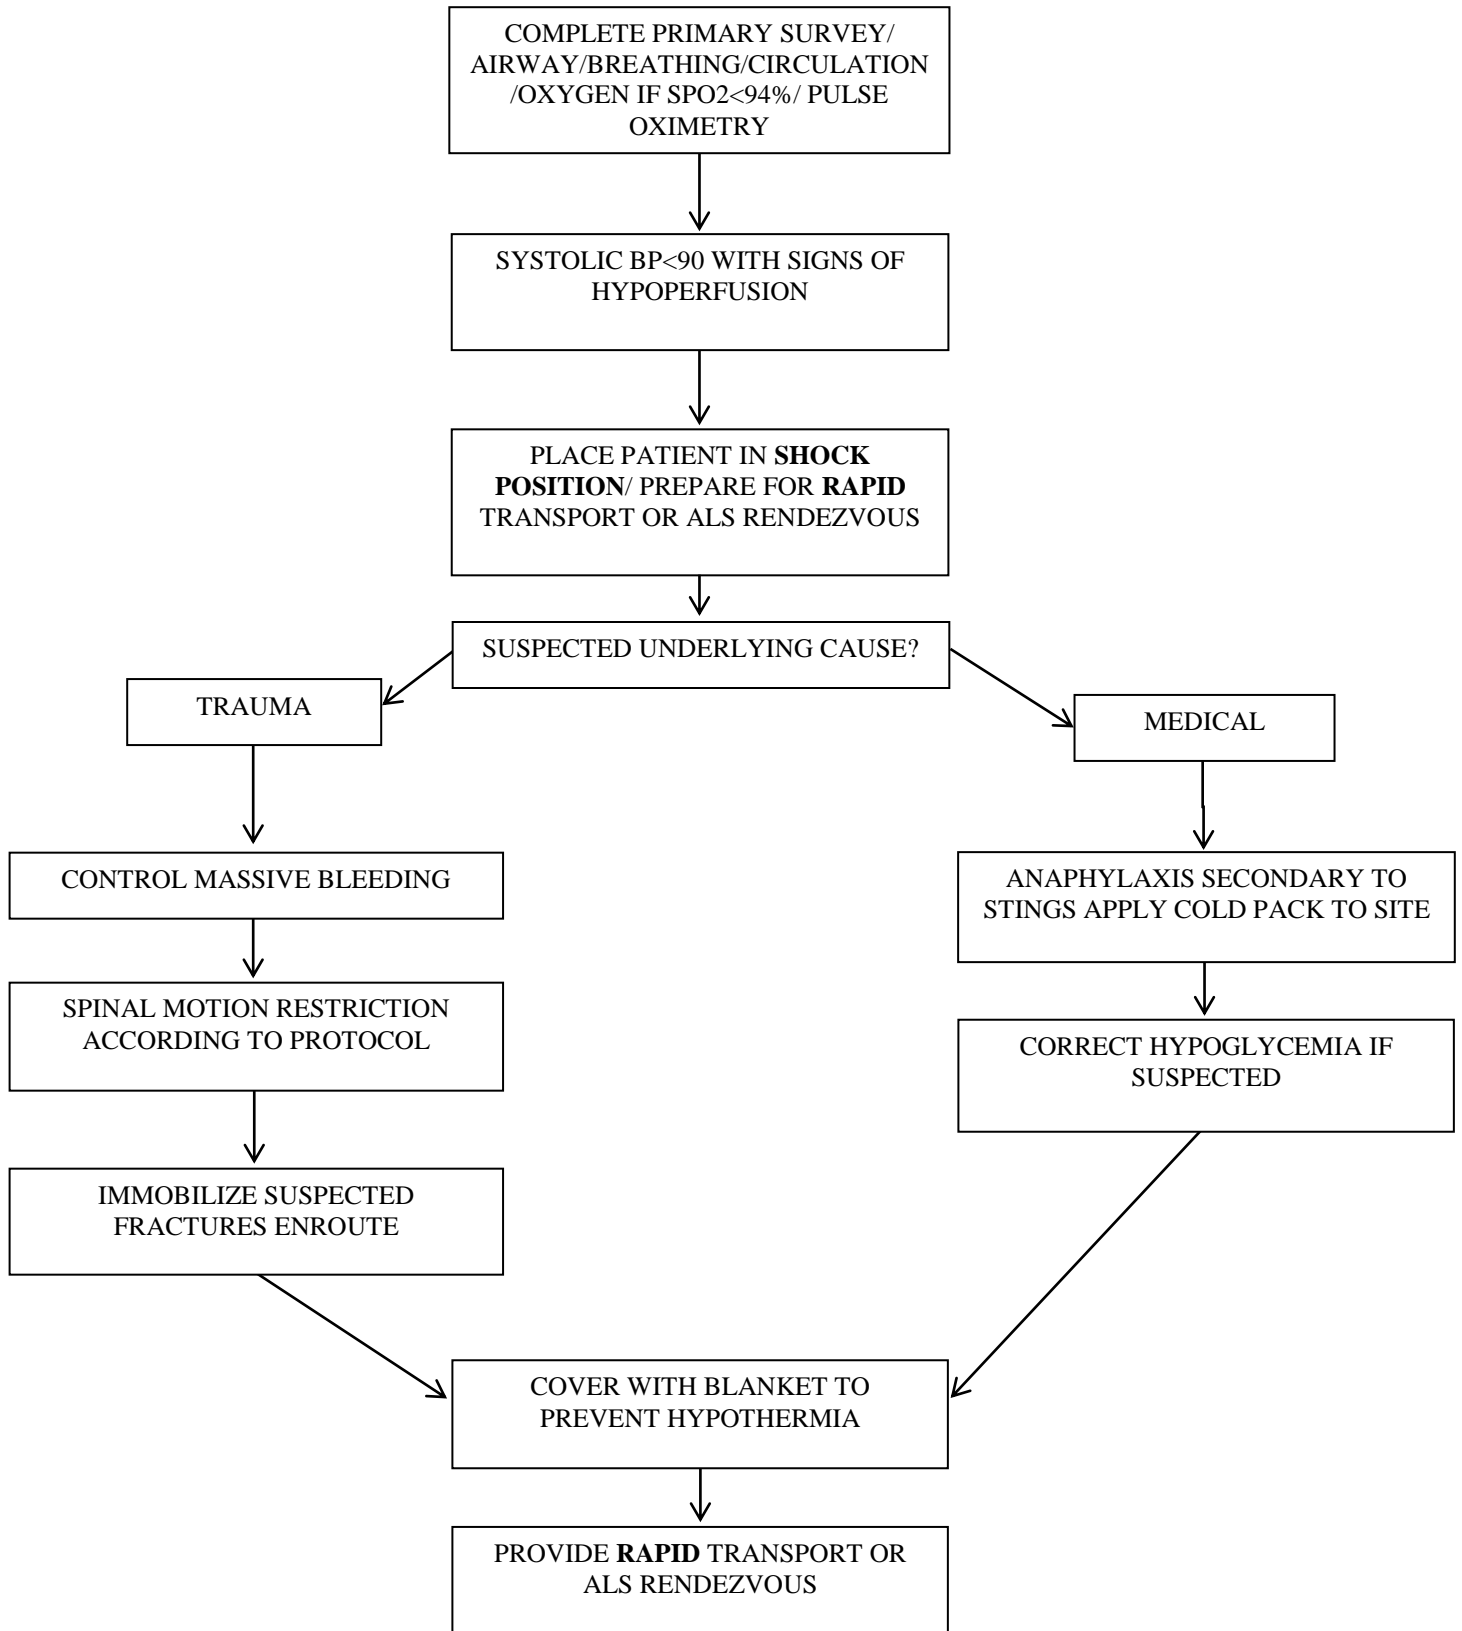 COMPLETE PRIMARY SURVEY/
AIRWAY/BREATHING/CIRCULATION
/OXYGEN IF SPO2<94%/ PULSE
OXIMETRY
SYSTOLIC BP<90 WITH SIGNS OF
HYPOPERFUSION
PLACE PATIENT IN SHOCK
POSITION/ PREPARE FOR RAPID
TRANSPORT OR ALS RENDEZVOUS
SUSPECTED UNDERLYING CAUSE?
TRAUMA
CONTROL MASSIVE BLEEDING
SPINAL MOTION RESTRICTION
ACCORDING TO PROTOCOL
IMMOBILIZE SUSPECTED
FRACTURES ENROUTE
MEDICAL
ANAPHYLAXIS SECONDARY TO
STINGS APPLY COLD PACK TO SITE
CORRECT HYPOGLYCEMIA IF
SUSPECTED
COVER WITH BLANKET TO
PREVENT HYPOTHERMIA
PROVIDE RAPID TRANSPORT OR
ALS RENDEZVOUS